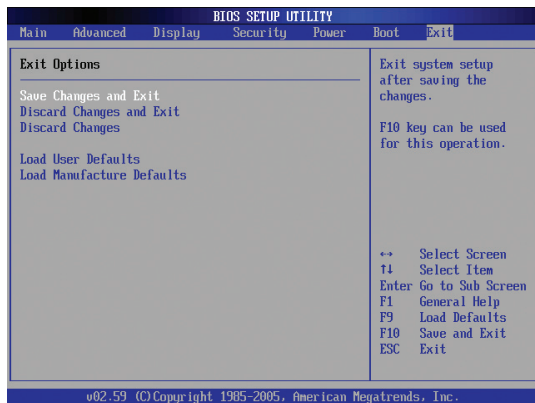 BIOS SETUP UTILITY
Main Advanced Display Security Power Boot Exit
Exit Options
Save Changes and Exit
Discard Changes and Exit
Discard Changes
Load User Defaults
Load Manufacture Defaults
Exit system setup
after saving the
changes.
F10 key can be used
for this operation.
↔ Select Screen
↑↓ Select Item
Enter Go to Sub Screen
F1 General Help
F9 Load Defaults
F10 Save and Exit
ESC Exit
v02.59 (C)Copyright 1985-2005, American Megatrends, Inc.